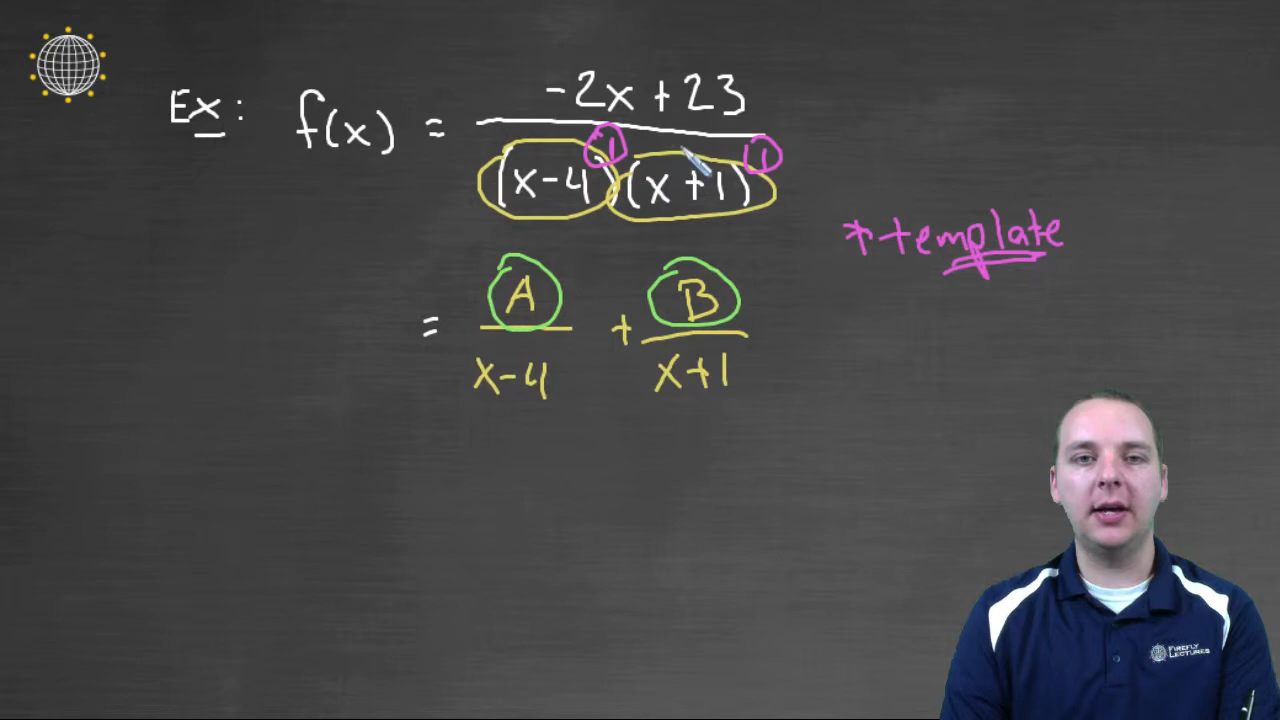 Ex: f(x) = -2x + 23
(x-4)¹(x+1)¹
* template
= A + B
x-4 x+1
FIREFLY
LECTURES